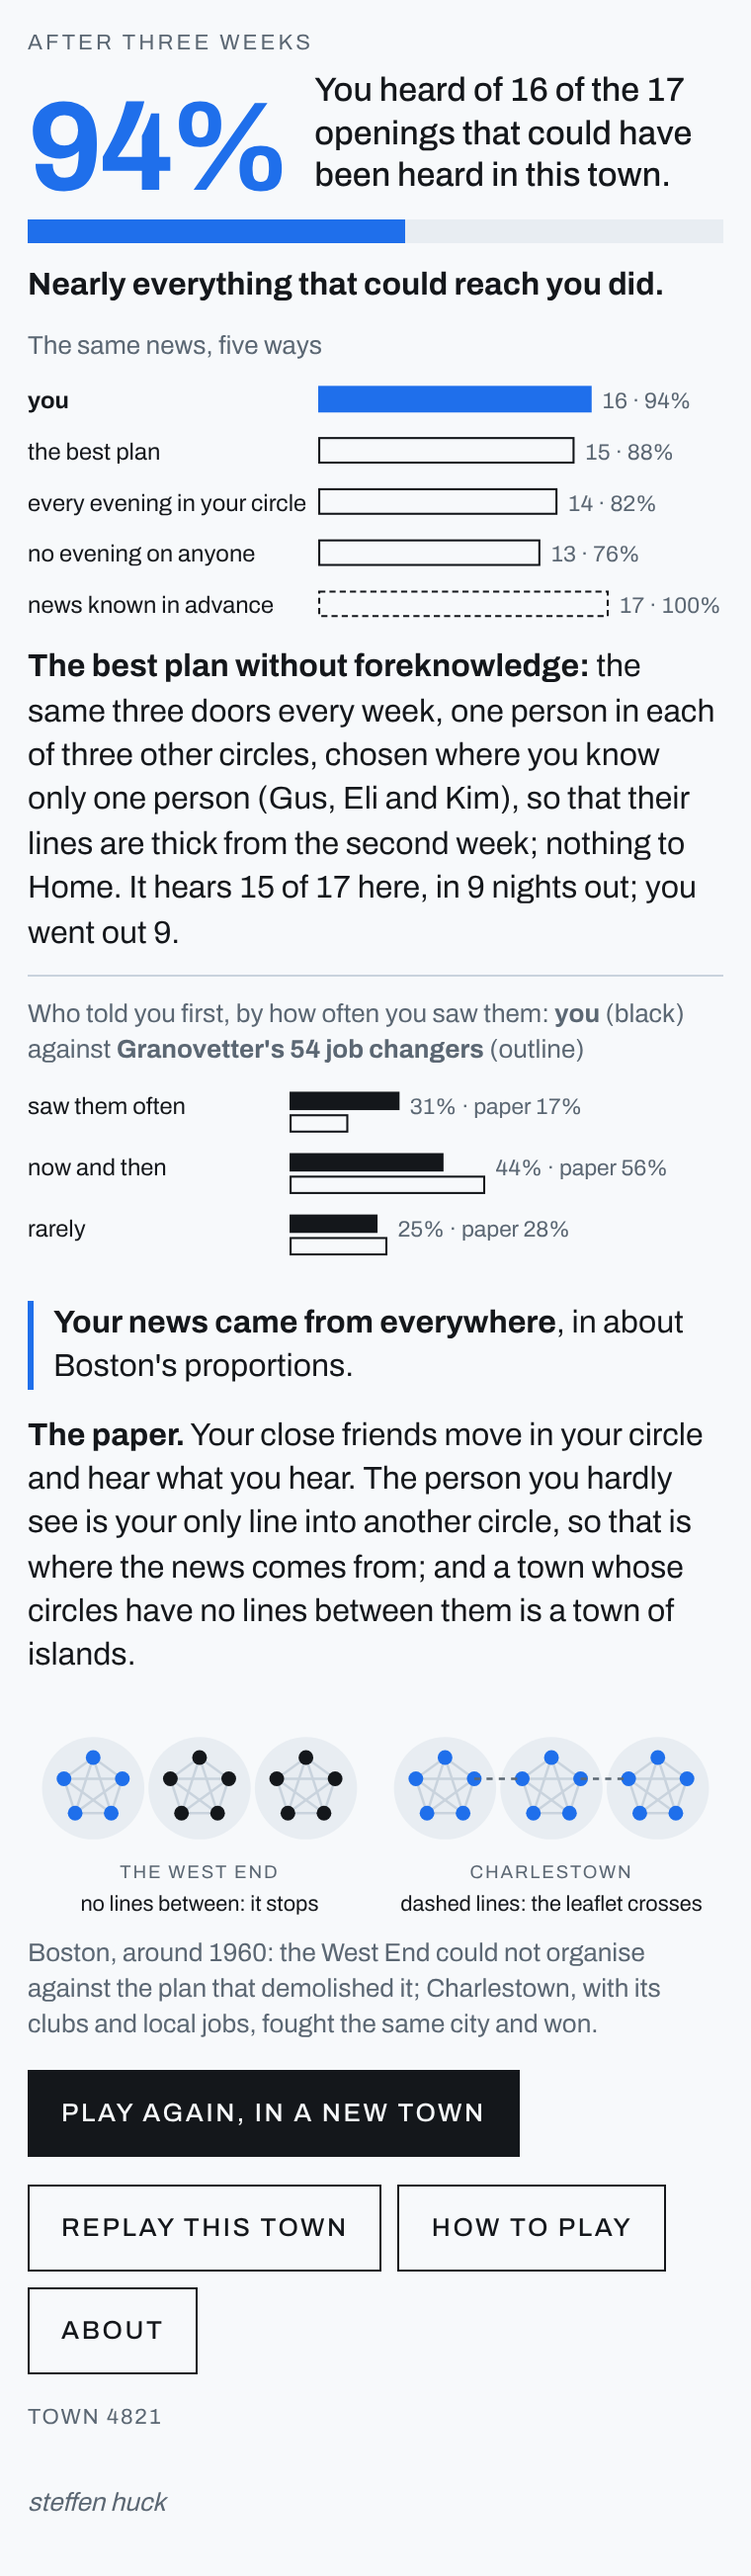 AFTER THREE WEEKS
94%
You heard of 16 of the 17
openings that could have
been heard in this town.
Nearly everything that could reach you did.
The same news, five ways
you 16 · 94%
the best plan 15 · 88%
every evening in your circle 14 · 82%
no evening on anyone 13 · 76%
news known in advance 17 · 100%
The best plan without foreknowledge: the
same three doors every week, one person in each
of three other circles, chosen where you know
only one person (Gus, Eli and Kim), so that their
lines are thick from the second week; nothing to
Home. It hears 15 of 17 here, in 9 nights out; you
went out 9.
Who told you first, by how often you saw them: you (black)
against Granovetter's 54 job changers (outline)
saw them often 31% · paper 17%
now and then 44% · paper 56%
rarely 25% · paper 28%
Your news came from everywhere, in about
Boston's proportions.
The paper. Your close friends move in your circle
and hear what you hear. The person you hardly
see is your only line into another circle, so that is
where the news comes from; and a town whose
circles have no lines between them is a town of
islands.
THE WEST END
no lines between: it stops
CHARLESTOWN
dashed lines: the leaflet crosses
Boston, around 1960: the West End could not organise
against the plan that demolished it; Charlestown, with its
clubs and local jobs, fought the same city and won.
PLAY AGAIN, IN A NEW TOWN
REPLAY THIS TOWN
HOW TO PLAY
ABOUT
TOWN 4821
steffen huck